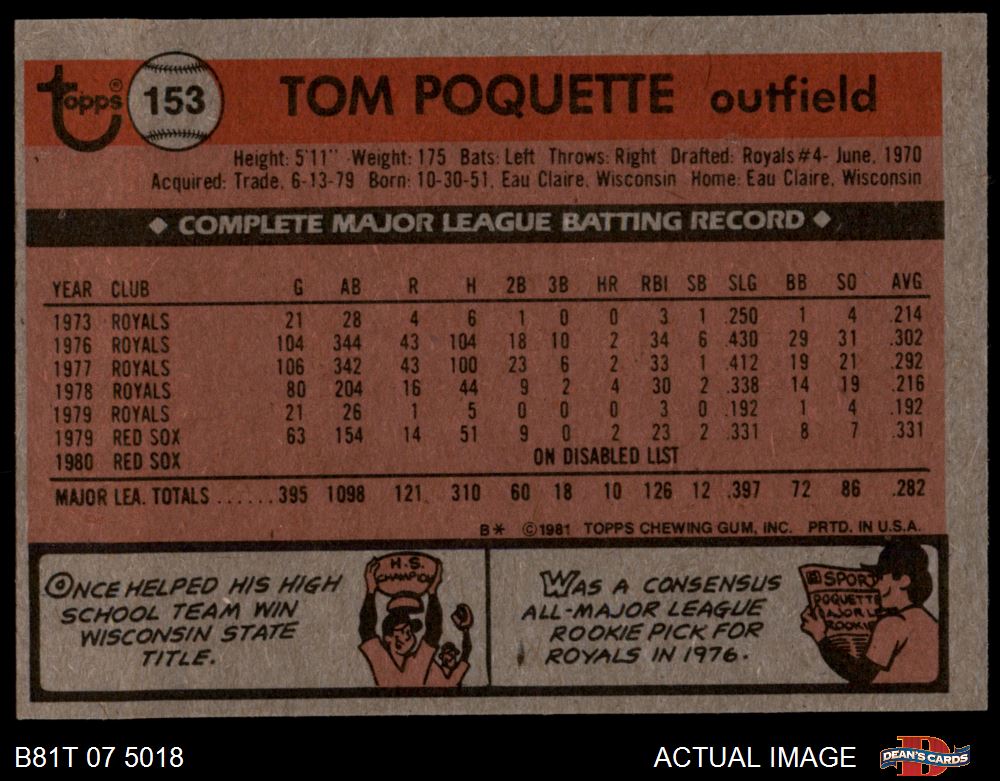 Topps® 153 TOM POQUETTE outfield
Height: 5'11" Weight: 175 Bats: Left Throws: Right Drafted: Royals #4- June, 1970
Acquired: Trade, 6-13-79 Born: 10-30-51, Eau Claire, Wisconsin Home: Eau Claire, Wisconsin
◆ COMPLETE MAJOR LEAGUE BATTING RECORD ◆
YEAR CLUB G AB R H 2B 3B HR RBI SB SLG BB SO AVG
1973 ROYALS 21 28 4 6 1 0 0 3 1 .250 1 4 .214
1976 ROYALS 104 344 43 104 18 10 2 34 6 .430 29 31 .302
1977 ROYALS 106 342 43 100 23 6 2 33 1 .412 19 21 .292
1978 ROYALS 80 204 16 44 9 2 4 30 2 .338 14 19 .216
1979 ROYALS 21 26 1 5 0 0 0 3 0 .192 1 4 .192
1979 RED SOX 63 154 14 51 9 0 2 23 2 .331 8 7 .331
1980 RED SOX ON DISABLED LIST
MAJOR LEA. TOTALS ...... 395 1098 121 310 60 18 10 126 12 .397 72 86 .282
B* ©1981 TOPPS CHEWING GUM, INC. PRTD. IN U.S.A.
ONCE HELPED HIS HIGH
SCHOOL TEAM WIN
WISCONSIN STATE
TITLE.
H.S.
CHAMPION
WAS A CONSENSUS
ALL-MAJOR LEAGUE
ROOKIE PICK FOR
ROYALS IN 1976.
SPORT
POQUETTE
MAJOR L
ROOKIE
B81T 07 5018 ACTUAL IMAGE DEAN'S CARDS